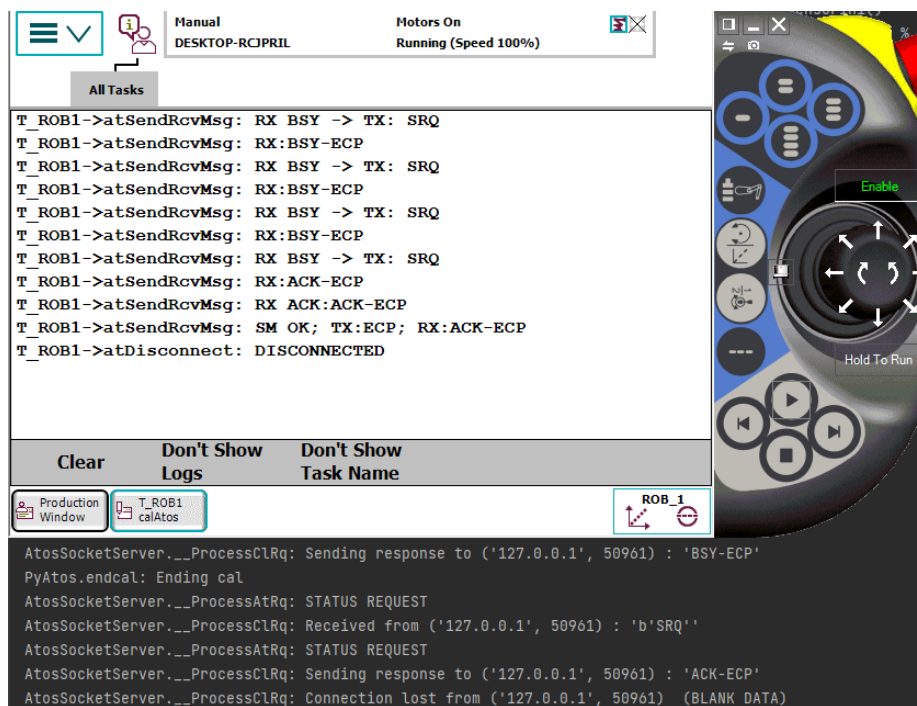 Manual
DESKTOP-RCJPRIL
Motors On
Running (Speed 100%)
%
All Tasks
T_ROB1->atSendRcvMsg: RX BSY -> TX: SRQ
T_ROB1->atSendRcvMsg: RX:BSY-ECP
T_ROB1->atSendRcvMsg: RX BSY -> TX: SRQ
T_ROB1->atSendRcvMsg: RX:BSY-ECP
T_ROB1->atSendRcvMsg: RX BSY -> TX: SRQ
T_ROB1->atSendRcvMsg: RX:BSY-ECP
T_ROB1->atSendRcvMsg: RX BSY -> TX: SRQ
T_ROB1->atSendRcvMsg: RX:ACK-ECP
T_ROB1->atSendRcvMsg: RX ACK:ACK-ECP
T_ROB1->atSendRcvMsg: SM OK; TX:ECP; RX:ACK-ECP
T_ROB1->atDisconnect: DISCONNECTED
Enable
Hold To Run
Clear
Don't Show Logs
Don't Show Task Name
Production Window
T_ROB1 calAtos
ROB_1
AtosSocketServer.__ProcessClRq: Sending response to ('127.0.0.1', 50961) : 'BSY-ECP'
PyAtos.endcal: Ending cal
AtosSocketServer.__ProcessAtRq: STATUS REQUEST
AtosSocketServer.__ProcessClRq: Received from ('127.0.0.1', 50961) : 'b'SRQ''
AtosSocketServer.__ProcessAtRq: STATUS REQUEST
AtosSocketServer.__ProcessClRq: Sending response to ('127.0.0.1', 50961) : 'ACK-ECP'
AtosSocketServer.__ProcessClRq: Connection lost from ('127.0.0.1', 50961)  (BLANK DATA)